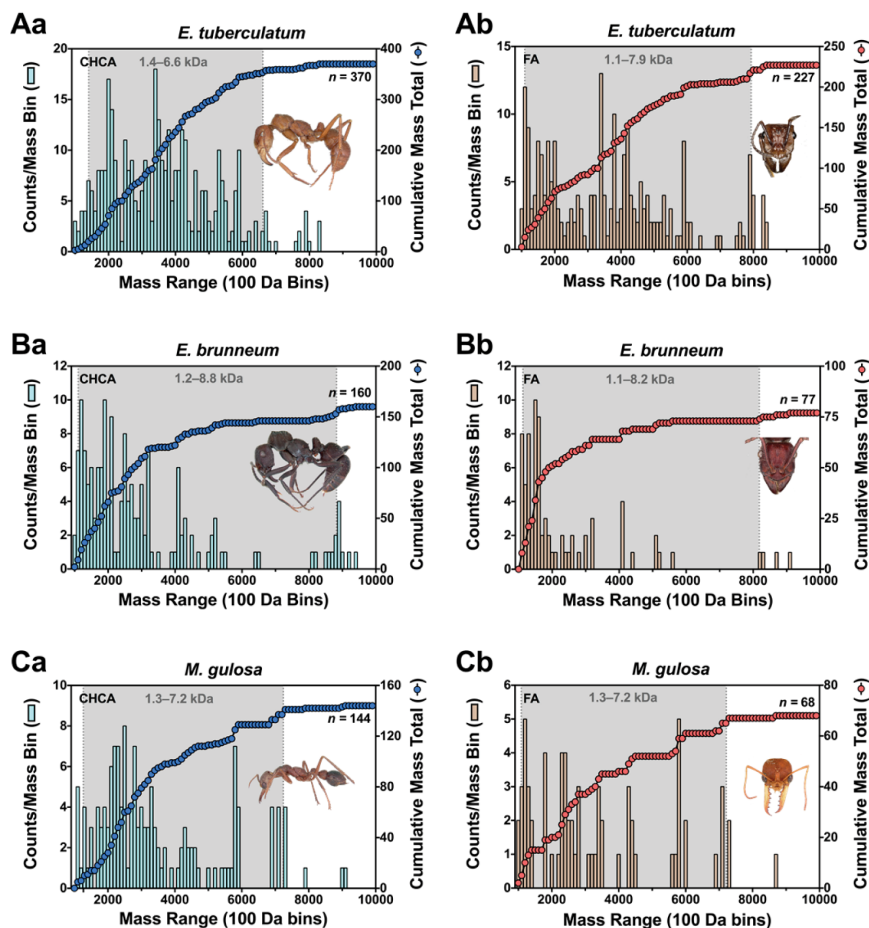 Aa
E. tuberculatum
CHCA
1.4–6.6 kDa
n = 370
Counts/Mass Bin ( )
20
15
10
5
0
Cumulative Mass Total ( )
400
300
200
100
0
2000 4000 6000 8000 10000
Mass Range (100 Da Bins)
Ab
E. tuberculatum
FA
1.1–7.9 kDa
n = 227
Counts/Mass Bin ( )
15
10
5
0
Cumulative Mass Total ( )
250
200
150
100
50
0
2000 4000 6000 8000 10000
Mass Range (100 Da Bins)
Ba
E. brunneum
CHCA
1.2–8.8 kDa
n = 160
Counts/Mass Bin ( )
12
10
8
6
4
2
0
Cumulative Mass Total ( )
200
150
100
50
0
2000 4000 6000 8000 10000
Mass Range (100 Da Bins)
Bb
E. brunneum
FA
1.1–8.2 kDa
n = 77
Counts/Mass Bin ( )
12
10
8
6
4
2
0
Cumulative Mass Total ( )
100
75
50
25
0
2000 4000 6000 8000 10000
Mass Range (100 Da Bins)
Ca
M. gulosa
CHCA
1.3–7.2 kDa
n = 144
Counts/Mass Bin ( )
10
8
6
4
2
0
Cumulative Mass Total ( )
160
120
80
40
0
2000 4000 6000 8000 10000
Mass Range (100 Da bins)
Cb
M. gulosa
FA
1.3–7.2 kDa
n = 68
Counts/Mass Bin ( )
6
5
4
3
2
1
0
Cumulative Mass Total ( )
80
60
40
20
0
2000 4000 6000 8000 10000
Mass Range (100 Da bins)